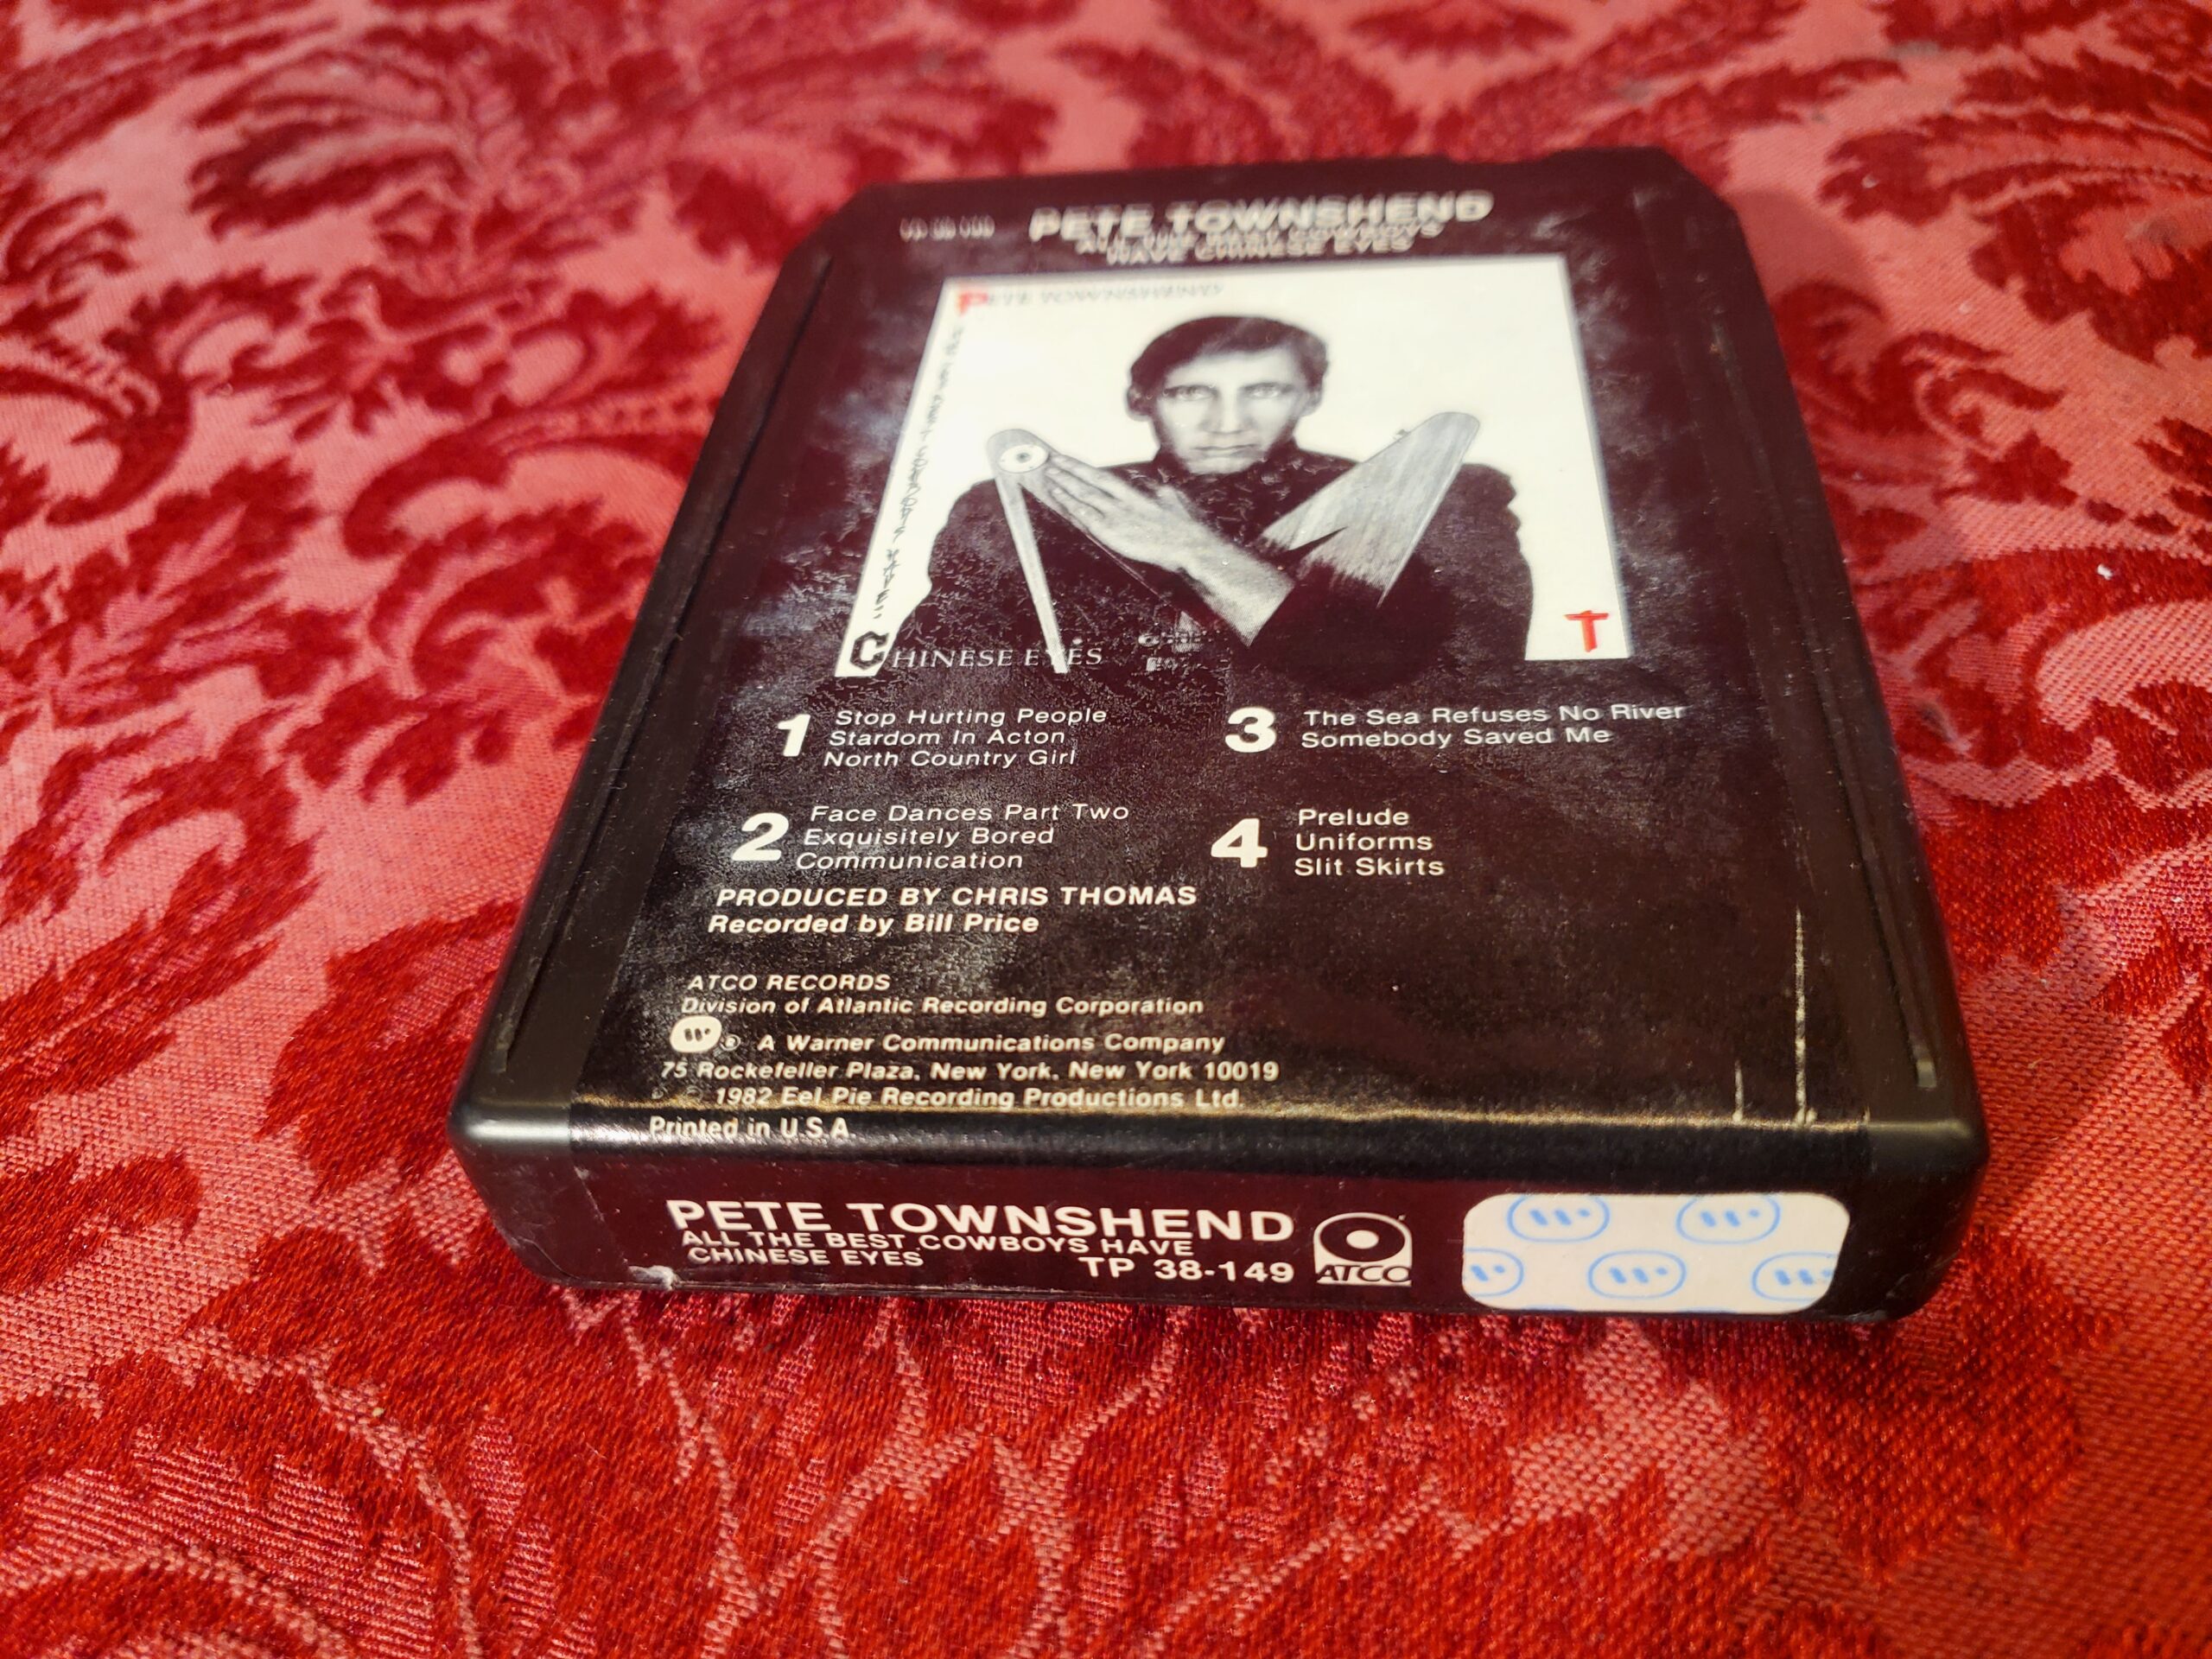 PETE TOWNSHEND
ALL THE BEST COWBOYS
HAVE CHINESE EYES
PETE TOWNSHEND
CHINESE EYES
T
1 Stop Hurting People
Stardom In Acton
North Country Girl
2 Face Dances Part Two
Exquisitely Bored
Communication
3 The Sea Refuses No River
Somebody Saved Me
4 Prelude
Uniforms
Slit Skirts
PRODUCED BY CHRIS THOMAS
Recorded by Bill Price
ATCO RECORDS
Division of Atlantic Recording Corporation
® A Warner Communications Company
75 Rockefeller Plaza, New York, New York 10019
1982 Eel Pie Recording Productions Ltd.
Printed in U.S.A.
PETE TOWNSHEND
ALL THE BEST COWBOYS HAVE
CHINESE EYES
TP 38-149
ATCO